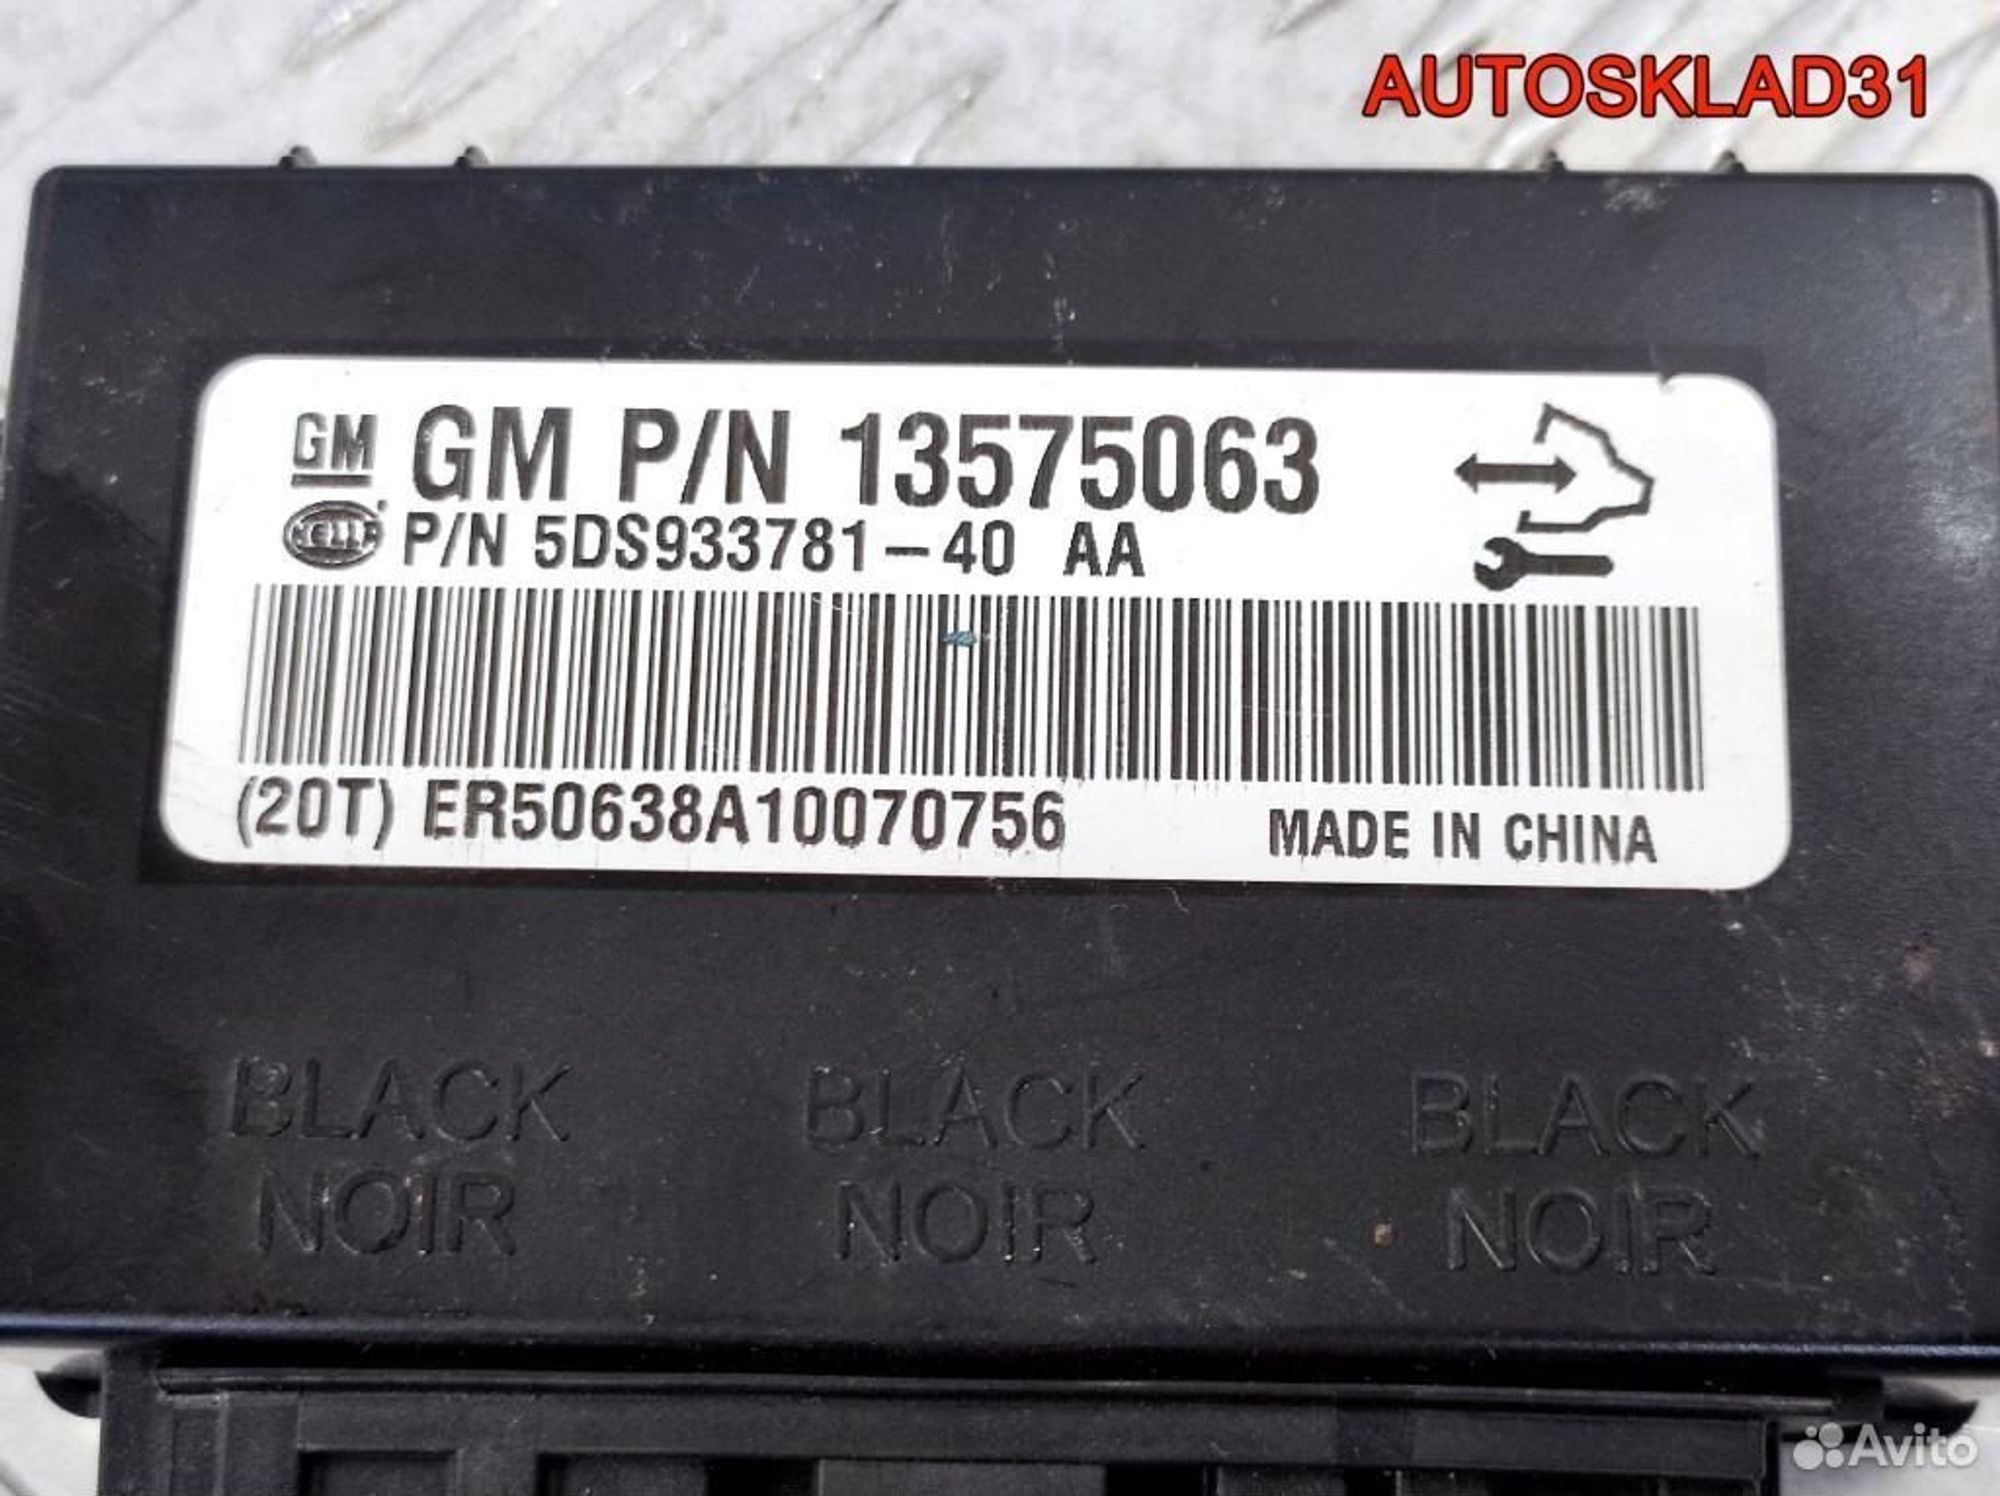 AUTOSKLAD31
GM GM P/N 13575063
HELLA P/N 5DS933781-40 AA
(20T) ER50638A10070756 MADE IN CHINA
BLACK BLACK BLACK
NOIR NOIR NOIR
Avito